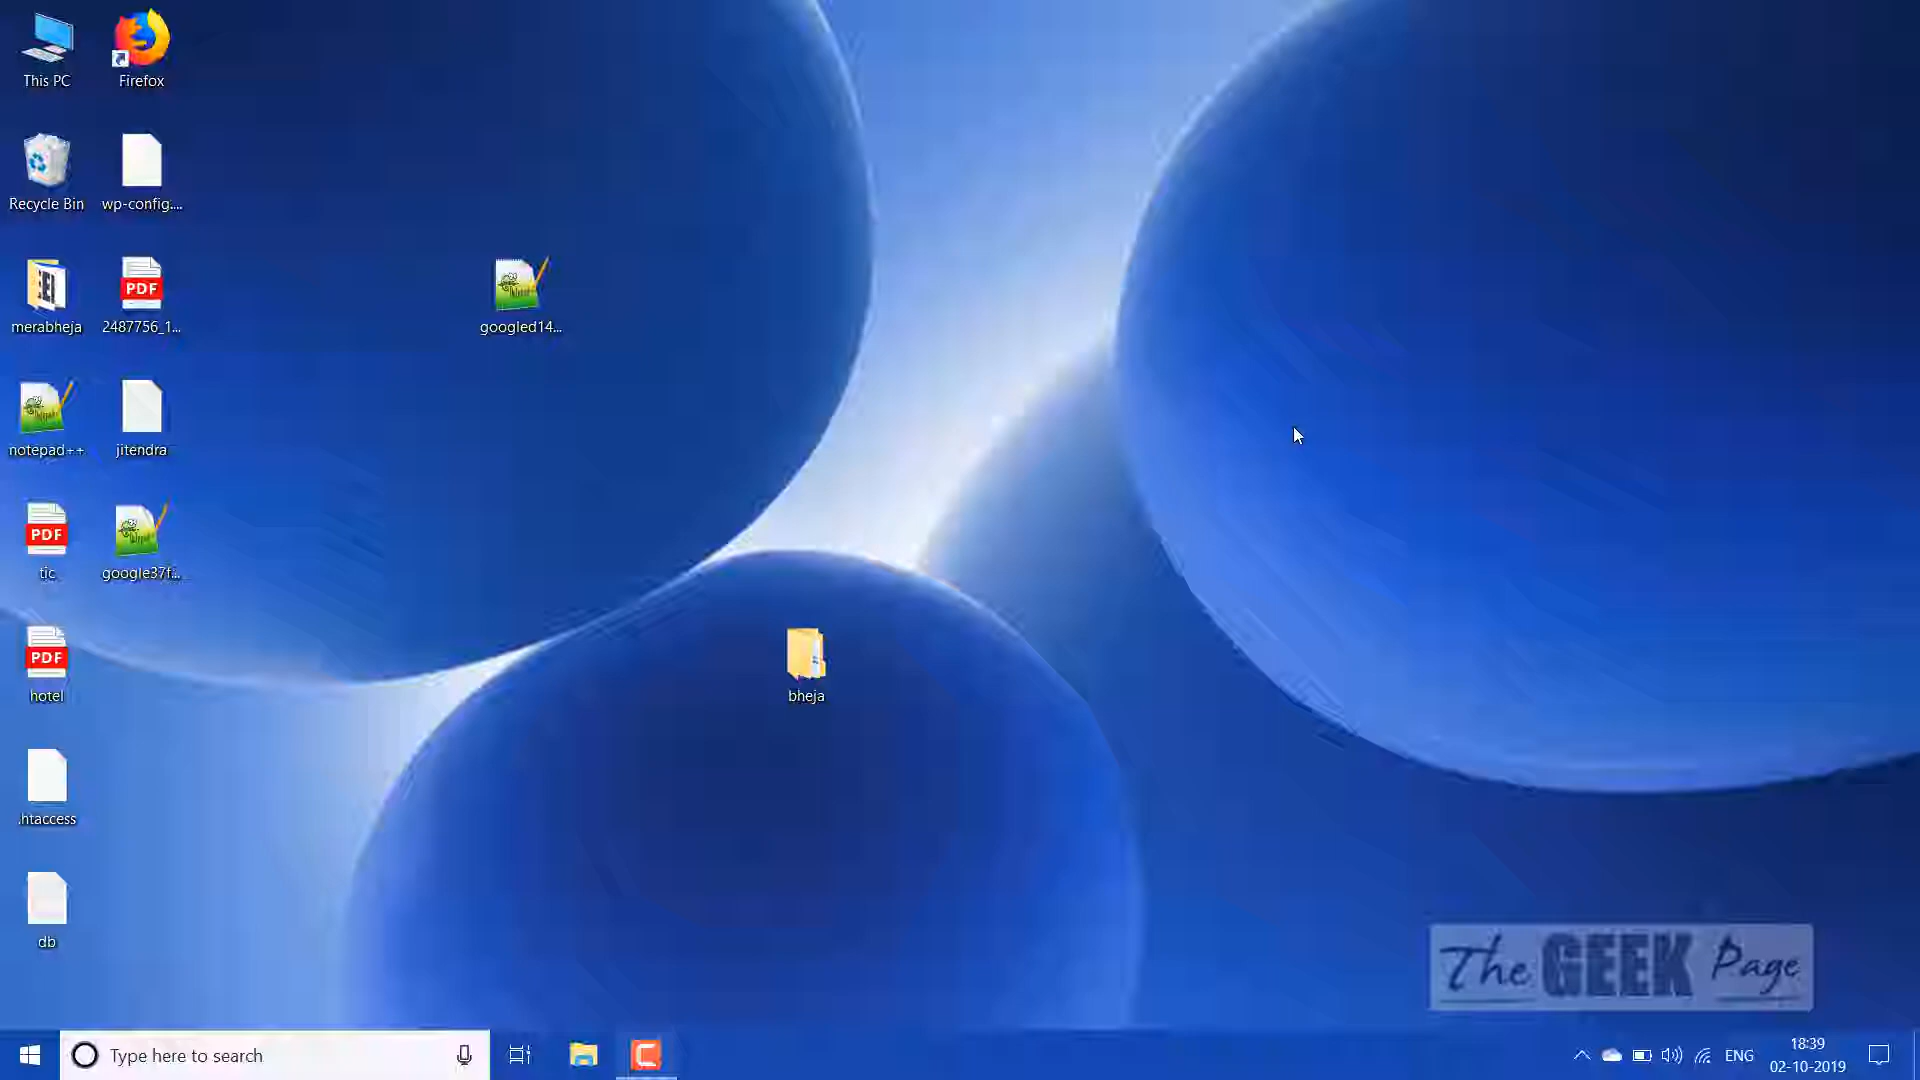 This PC
Firefox
Recycle Bin
wp-config....
merabheja
PDF
2487756_1...
googled14...
notepad++
jitendra
PDF
tic
google37f...
PDF
hotel
bheja
.htaccess
db
The GEEK Page
Type here to search
ENG
18:39
02-10-2019